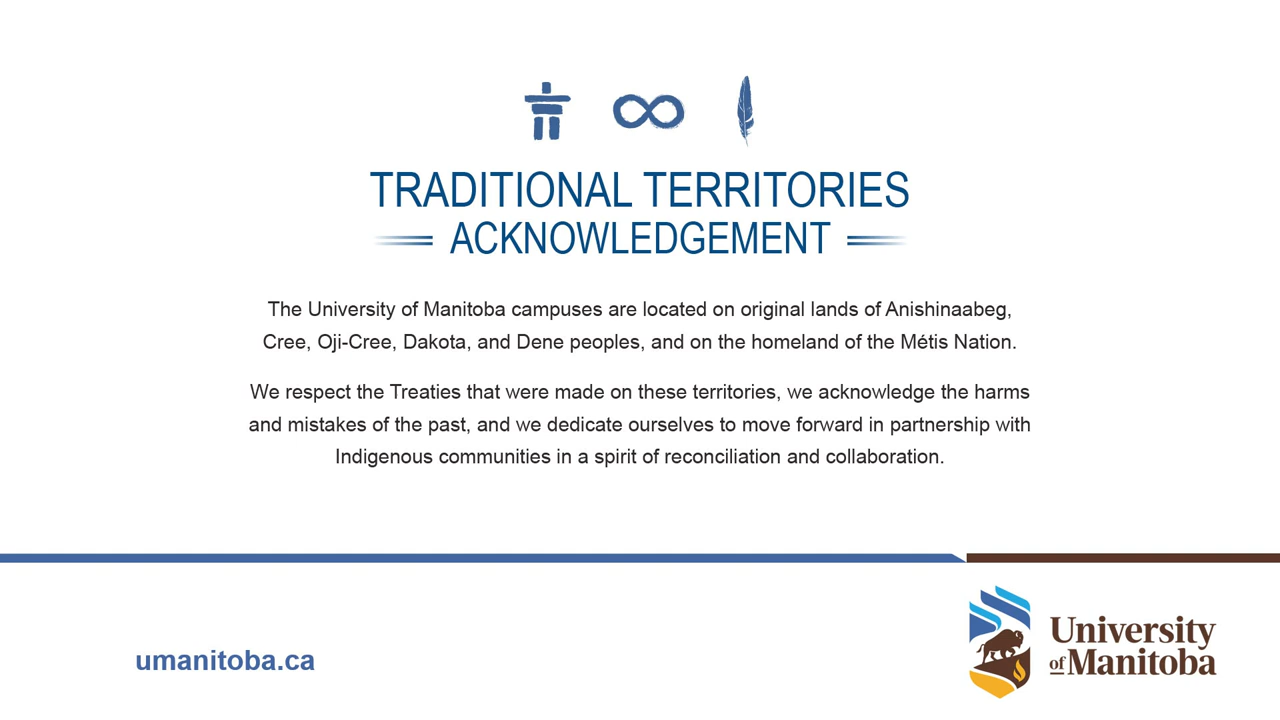 TRADITIONAL TERRITORIES
ACKNOWLEDGEMENT
The University of Manitoba campuses are located on original lands of Anishinaabeg,
Cree, Oji-Cree, Dakota, and Dene peoples, and on the homeland of the Métis Nation.
We respect the Treaties that were made on these territories, we acknowledge the harms
and mistakes of the past, and we dedicate ourselves to move forward in partnership with
Indigenous communities in a spirit of reconciliation and collaboration.
umanitoba.ca
University
of Manitoba